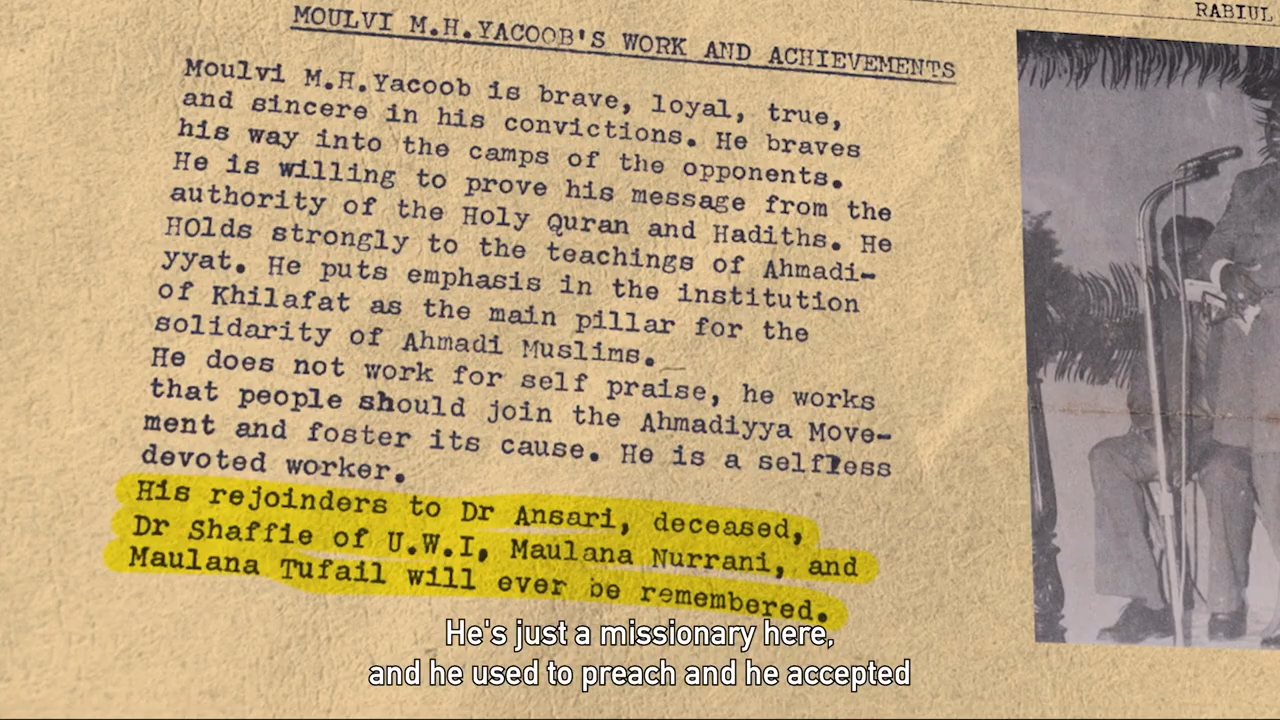 RABIUL
MOULVI M.H.YACOOB'S WORK AND ACHIEVEMENTS
Moulvi M.H.Yacoob is brave, loyal, true,
and sincere in his convictions. He braves
his way into the camps of the opponents.
He is willing to prove his message from the
authority of the Holy Quran and Hadiths. He
HOlds strongly to the teachings of Ahmadi-
yyat. He puts emphasis in the institution
of Khilafat as the main pillar for the
solidarity of Ahmadi Muslims.
He does not work for self praise, he works
that people should join the Ahmadiyya Move-
ment and foster its cause. He is a selfless
devoted worker.
His rejoinders to Dr Ansari, deceased,
Dr Shaffie of U.W.I, Maulana Nurrani, and
Maulana Tufail will ever be remembered.
He's just a missionary here,
and he used to preach and he accepted